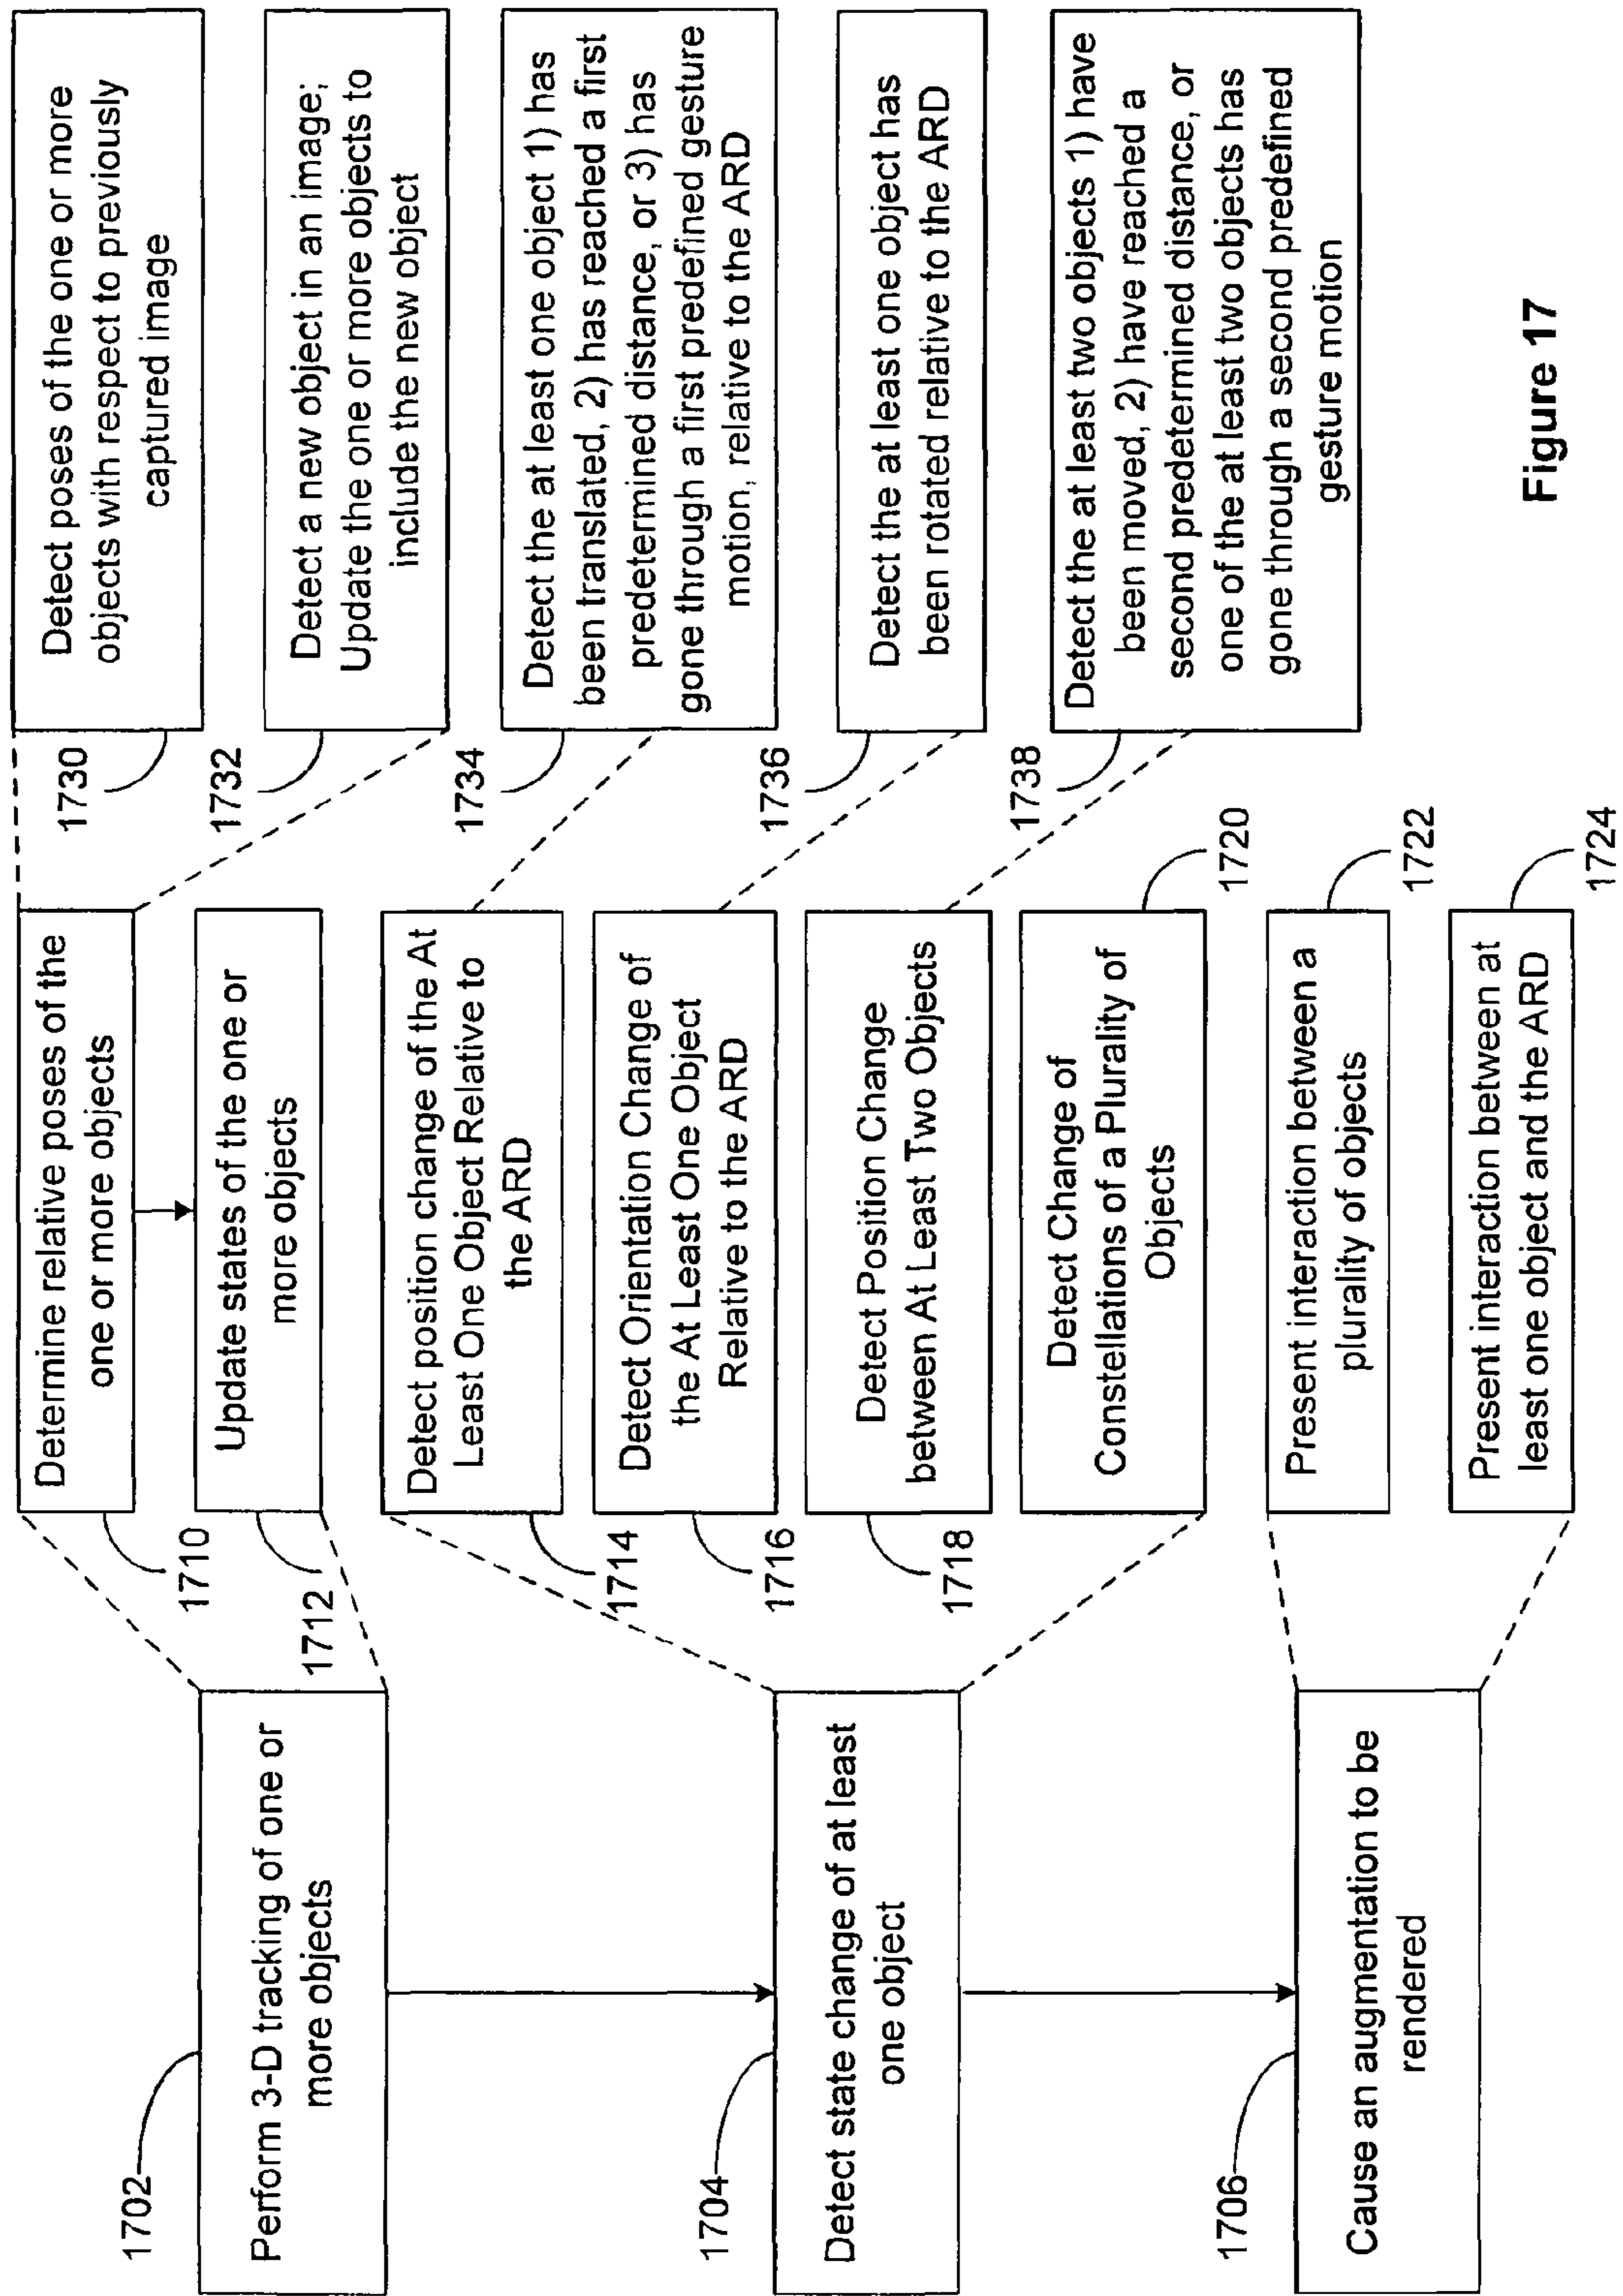 1702
Perform 3-D tracking of one or
more objects
1704
Detect state change of at least
one object
1706
Cause an augmentation to be
rendered
Determine relative poses of the
one or more objects
1710
Update states of the one or
more objects
1712
Detect position change of the At
Least One Object Relative to
the ARD
1714
Detect Orientation Change of
the At Least One Object
Relative to the ARD
1716
Detect Position Change
between At Least Two Objects
1718
Detect Change of
Constellations of a Plurality of
Objects
1720
Present interaction between a
plurality of objects
1722
Present interaction between at
least one object and the ARD
1724
Detect poses of the one or more
objects with respect to previously
captured image
1730
Detect a new object in an image;
Update the one or more objects to
include the new object
1732
Detect the at least one object 1) has
been translated, 2) has reached a first
predetermined distance, or 3) has
gone through a first predefined gesture
motion, relative to the ARD
1734
Detect the at least one object has
been rotated relative to the ARD
1736
Detect the at least two objects 1) have
been moved, 2) have reached a
second predetermined distance, or
one of the at least two objects has
gone through a second predefined
gesture motion
1738
Figure 17